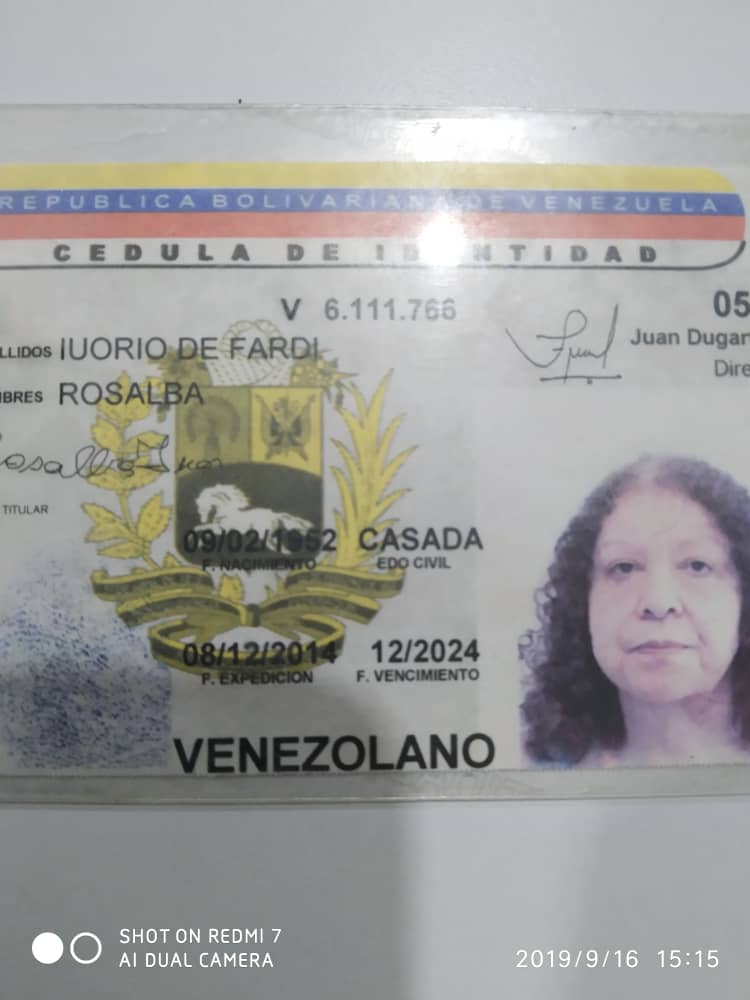 REPUBLICA BOLIVARIANA DE VENEZUELA
CEDULA DE IDENTIDAD
V 6.111.766
05
Juan Dugar
Dire
LLIDOS IUORIO DE FARDI
BRES ROSALBA
TITULAR
09/02/1952 CASADA
F. NACIMIENTO EDO CIVIL
08/12/2014 12/2024
F. EXPEDICION F. VENCIMIENTO
VENEZOLANO
SHOT ON REDMI 7
AI DUAL CAMERA
2019/9/16 15:15